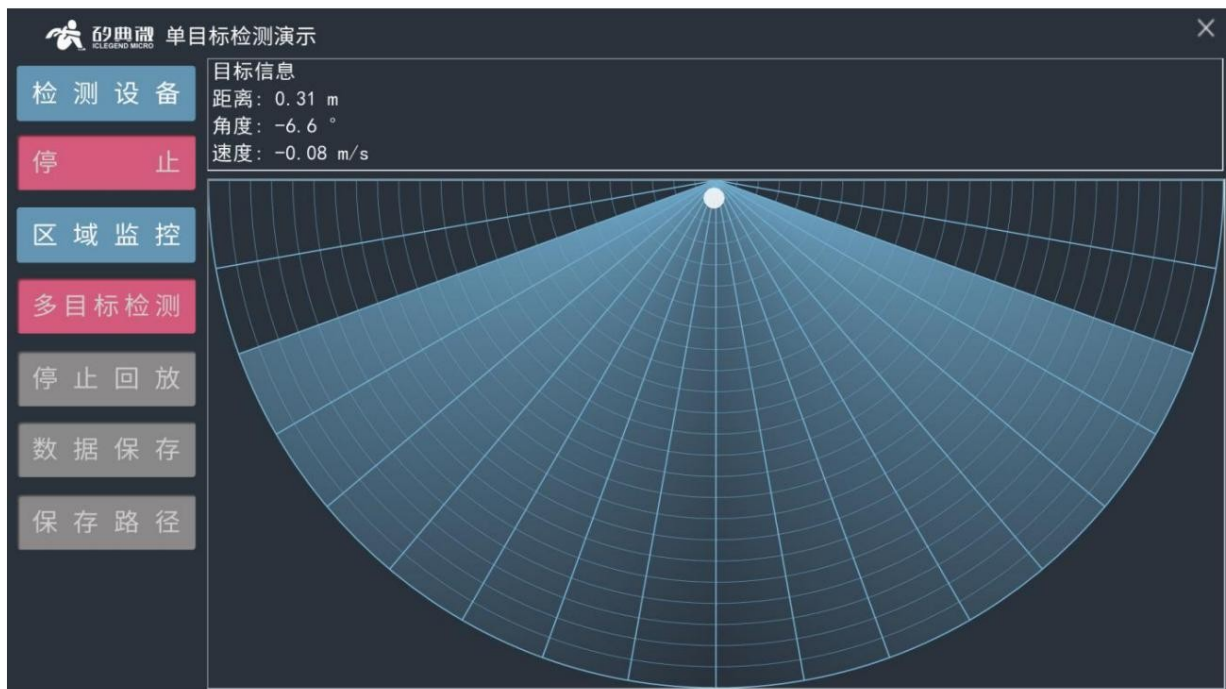 矽典微 ICLEGEND MICRO 单目标检测演示
目标信息
距离: 0.31 m
角度: -6.6 °
速度: -0.08 m/s
检测设备
停止
区域监控
多目标检测
停止回放
数据保存
保存路径